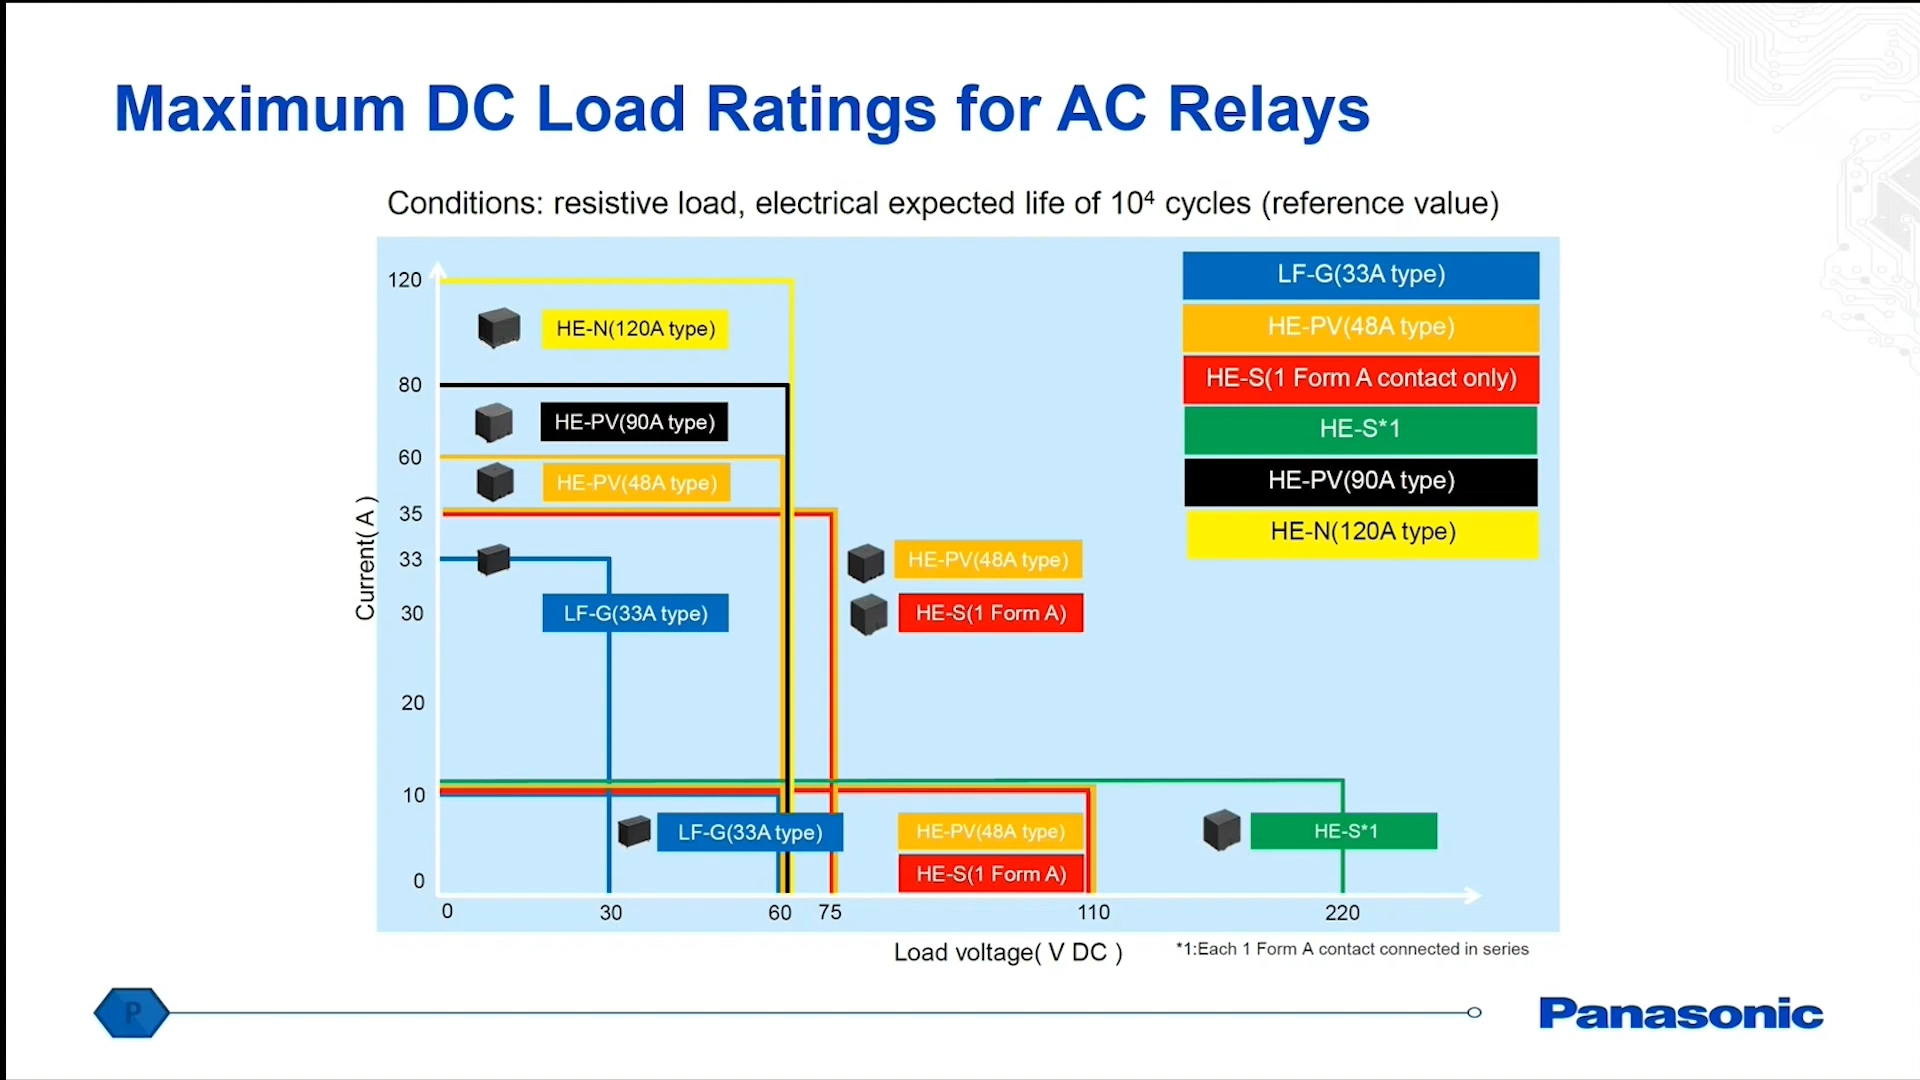 Maximum DC Load Ratings for AC Relays
Conditions: resistive load, electrical expected life of 10⁴ cycles (reference value)
120
80
60
35
33
30
20
10
0
Current( A )
HE-N(120A type)
HE-PV(90A type)
HE-PV(48A type)
LF-G(33A type)
HE-PV(48A type)
HE-S(1 Form A)
LF-G(33A type)
HE-PV(48A type)
HE-S(1 Form A)
HE-S*1
LF-G(33A type)
HE-PV(48A type)
HE-S(1 Form A contact only)
HE-S*1
HE-PV(90A type)
HE-N(120A type)
0 30 60 75 110 220
Load voltage( V DC )
*1:Each 1 Form A contact connected in series
P
Panasonic